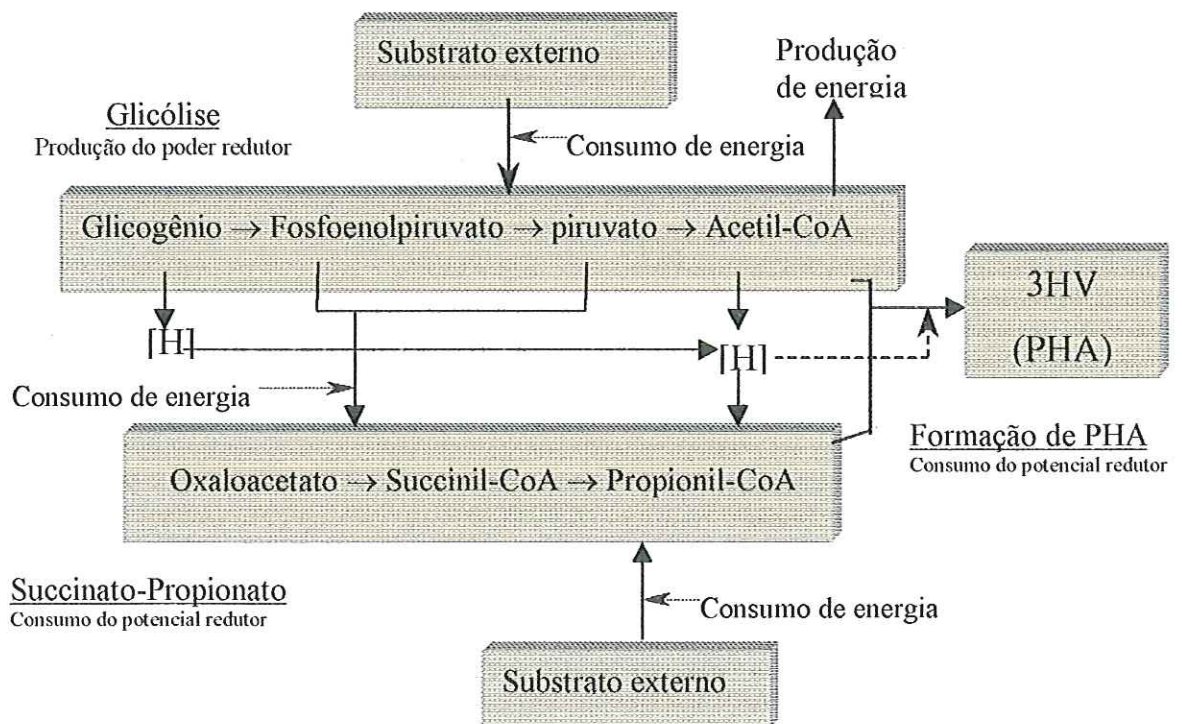 Substrato externo
Produção
de energia
Glicólise
Produção do poder redutor
Consumo de energia
Glicogênio → Fosfoenolpiruvato → piruvato → Acetil-CoA
3HV
(PHA)
[H]
[H]
Consumo de energia
Formação de PHA
Consumo do potencial redutor
Oxaloacetato → Succinil-CoA → Propionil-CoA
Succinato-Propionato
Consumo do potencial redutor
Consumo de energia
Substrato externo